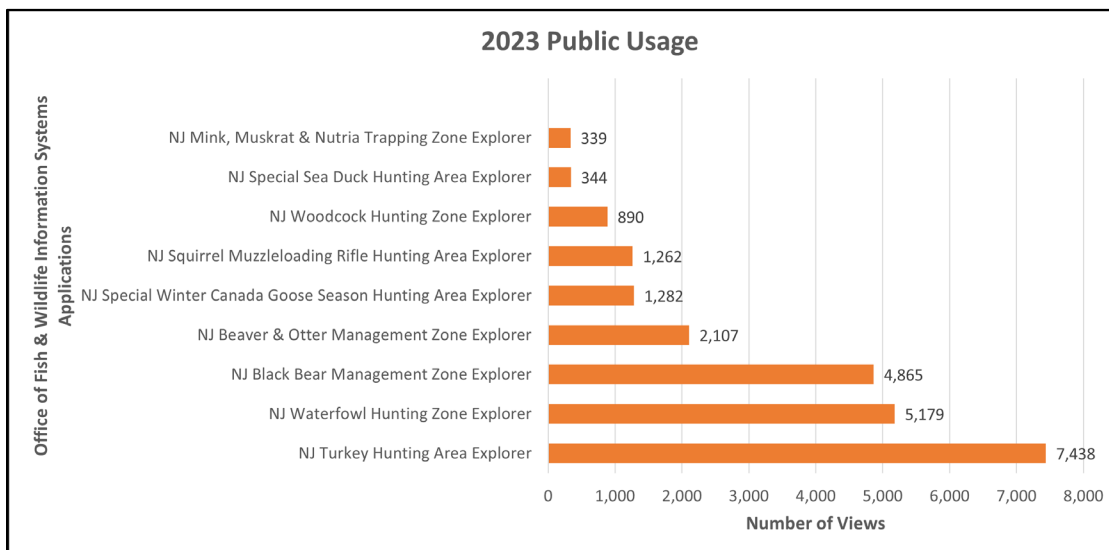 2023 Public Usage
Office of Fish & Wildlife Information Systems
Applications
NJ Mink, Muskrat & Nutria Trapping Zone Explorer 339
NJ Special Sea Duck Hunting Area Explorer 344
NJ Woodcock Hunting Zone Explorer 890
NJ Squirrel Muzzleloading Rifle Hunting Area Explorer 1,262
NJ Special Winter Canada Goose Season Hunting Area Explorer 1,282
NJ Beaver & Otter Management Zone Explorer 2,107
NJ Black Bear Management Zone Explorer 4,865
NJ Waterfowl Hunting Zone Explorer 5,179
NJ Turkey Hunting Area Explorer 7,438
0 1,000 2,000 3,000 4,000 5,000 6,000 7,000 8,000
Number of Views